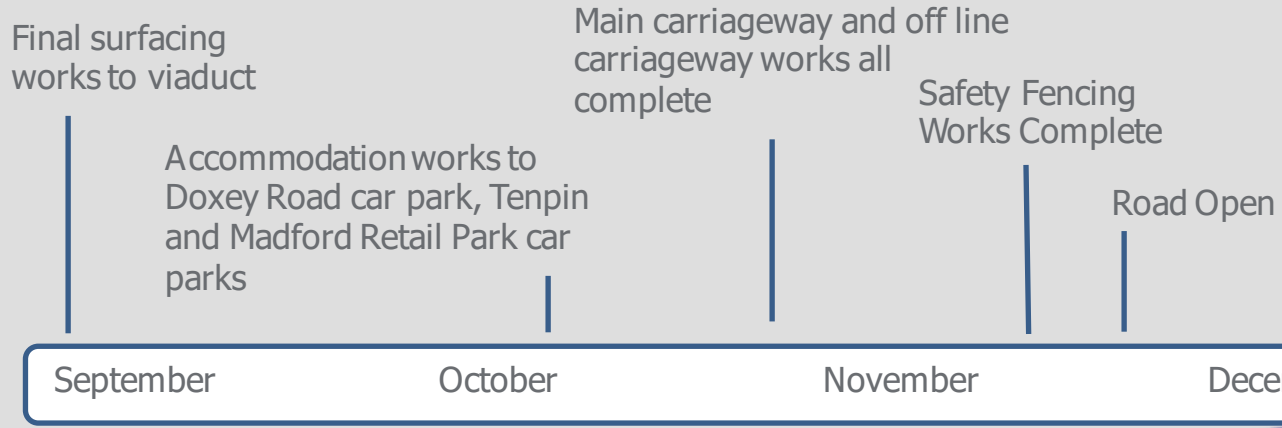 Final surfacing
works to viaduct
Accommodation works to
Doxey Road car park, Tenpin
and Madford Retail Park car
parks
Main carriageway and off line
carriageway works all
complete
Safety Fencing
Works Complete
Road Open
September October November Dece